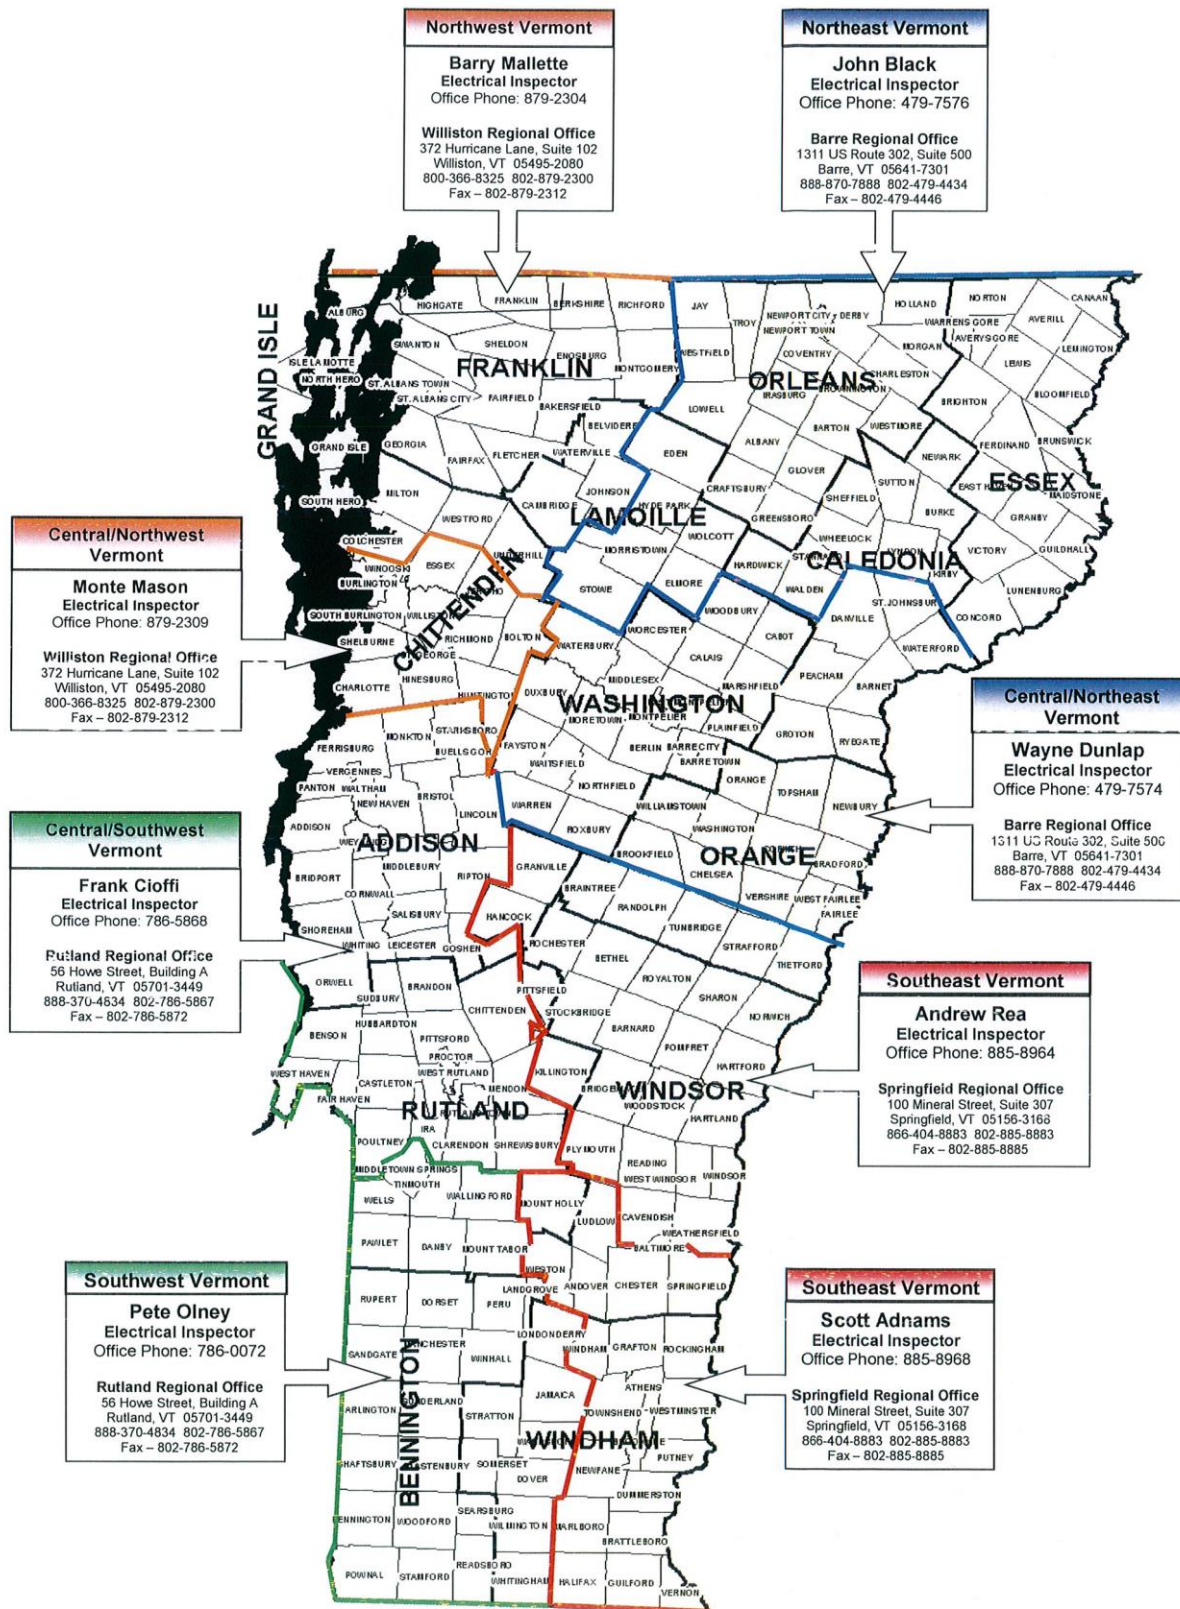 Northwest Vermont
Barry Mallette
Electrical Inspector
Office Phone: 879-2304
Williston Regional Office
372 Hurricane Lane, Suite 102
Williston, VT 05495-2080
800-366-8325 802-879-2300
Fax – 802-879-2312
Northeast Vermont
John Black
Electrical Inspector
Office Phone: 479-7576
Barre Regional Office
1311 US Route 302, Suite 500
Barre, VT 05641-7301
888-870-7888 802-479-4434
Fax – 802-479-4446
Central/Northwest
Vermont
Monte Mason
Electrical Inspector
Office Phone: 879-2309
Williston Regional Office
372 Hurricane Lane, Suite 102
Williston, VT 05495-2080
800-366-8325 802-879-2300
Fax – 802-879-2312
Central/Northeast
Vermont
Wayne Dunlap
Electrical Inspector
Office Phone: 479-7574
Barre Regional Office
1311 US Route 302, Suite 500
Barre, VT 05641-7301
888-870-7888 802-479-4434
Fax – 802-479-4446
Central/Southwest
Vermont
Frank Cioffi
Electrical Inspector
Office Phone: 786-5868
Rutland Regional Office
56 Howe Street, Building A
Rutland, VT 05701-3449
888-370-4834 802-786-5867
Fax – 802-786-5872
Southeast Vermont
Andrew Rea
Electrical Inspector
Office Phone: 885-8964
Springfield Regional Office
100 Mineral Street, Suite 307
Springfield, VT 05156-3168
866-404-8883 802-885-8883
Fax – 802-885-8885
Southwest Vermont
Pete Olney
Electrical Inspector
Office Phone: 786-0072
Rutland Regional Office
56 Howe Street, Building A
Rutland, VT 05701-3449
888-370-4834 802-786-5867
Fax – 802-786-5872
Southeast Vermont
Scott Adnams
Electrical Inspector
Office Phone: 885-8968
Springfield Regional Office
100 Mineral Street, Suite 307
Springfield, VT 05156-3168
866-404-8883 802-885-8883
Fax – 802-885-8885
GRAND ISLE
FRANKLIN
ORLEANS
ESSEX
LAMOILLE
CALEDONIA
CHITTENDEN
WASHINGTON
ADDISON
ORANGE
RUTLAND
WINDSOR
BENNINGTON
WINDHAM
ALBURG
HIGHGATE
FRANKLIN
BERKSHIRE
RICHFORD
JAY
TROY
NEWPORT CITY
DERBY
NEWPORT TOWN
HOLLAND
NORTON
CANAAN
WARRENS GORE
AVERILL
AVERYS GORE
LEMINGTON
ISLE LA MOTTE
SWANTON
SHELDON
ENOSBURG
MONTGOMERY
WESTFIELD
COVENTRY
MORGAN
CHARLESTON
LEWIS
BLOOMFIELD
NORTH HERO
ST. ALBANS TOWN
ST. ALBANS CITY
FAIRFIELD
BAKERSFIELD
BELVIDERE
LOWELL
IRASBURG
BROWNINGTON
BRIGHTON
BRUNSWICK
FERDINAND
GRAND ISLE
GEORGIA
FAIRFAX
FLETCHER
WATERVILLE
EDEN
ALBANY
BARTON
WESTMORE
NEWARK
EAST HAVEN
MAIDSTONE
SOUTH HERO
MILTON
WESTFORD
CAMBRIDGE
JOHNSON
HYDE PARK
CRAFTSBURY
GLOVER
SHEFFIELD
SUTTON
BURKE
GRANBY
GUILDHALL
COLCHESTER
ESSEX
UNDERHILL
MORRISTOWN
WOLCOTT
GREENSBORO
WHEELOCK
STANNARD
LYNDON
KIRBY
VICTORY
LUNENBURG
WINOOSKI
BURLINGTON
SOUTH BURLINGTON
WILLISTON
STOWE
ELMORE
HARDWICK
WALDEN
WOODBURY
DANVILLE
ST. JOHNSBURY
CONCORD
WATERFORD
SHELBURNE
RICHMOND
BOLTON
ST. GEORGE
WATERBURY
WORCESTER
CALAIS
CABOT
PEACHAM
BARNET
CHARLOTTE
HINESBURG
HUNTINGTON
DUXBURY
MIDDLESEX
MARSHFIELD
MORETOWN
MONTPELIER
PLAINFIELD
GROTON
RYEGATE
FERRISBURG
MONKTON
STARKSBORO
BUELLS GORE
FAYSTON
WAITSFIELD
BERLIN
BARRE CITY
BARRE TOWN
ORANGE
TOPSHAM
NEWBURY
VERGENNES
PANTON
WALTHAM
NEW HAVEN
BRISTOL
LINCOLN
WARREN
NORTHFIELD
WILLIAMSTOWN
WASHINGTON
ADDISON
ROXBURY
BROOKFIELD
CHELSEA
BRADFORD
BRIDPORT
MIDDLEBURY
RIPTON
GRANVILLE
BRAINTREE
RANDOLPH
VERSHIRE
WEST FAIRLEE
FAIRLEE
CORNWALL
SALISBURY
HANCOCK
TUNBRIDGE
STRAFFORD
THETFORD
SHOREHAM
WHITING
LEICESTER
GOSHEN
ROCHESTER
BETHEL
ROYALTON
SHARON
NORWICH
ORWELL
SUDBURY
BRANDON
CHITTENDEN
PITTSFIELD
STOCKBRIDGE
BARNARD
POMFRET
HARTFORD
BENSON
HUBBARDTON
PITTSFORD
PROCTOR
KILLINGTON
WEST HAVEN
FAIR HAVEN
CASTLETON
WEST RUTLAND
MENDON
WOODSTOCK
HARTLAND
POULTNEY
IRA
CLARENDON
SHREWSBURY
PLYMOUTH
READING
WEST WINDSOR
WINDSOR
MIDDLETOWN SPRINGS
TINMOUTH
WELLS
WALLINGFORD
MOUNT HOLLY
LUDLOW
CAVENDISH
WEATHERSFIELD
BALTIMORE
PAWLET
DANBY
MOUNT TABOR
WESTON
ANDOVER
CHESTER
SPRINGFIELD
LANDGROVE
RUPERT
DORSET
PERU
LONDONDERRY
WINDHAM
GRAFTON
ROCKINGHAM
SANDGATE
WINHALL
JAMAICA
ATHENS
ARLINGTON
STRATTON
TOWNSHEND
WESTMINSTER
SOMERSET
NEWFANE
PUTNEY
DOVER
DUMMERSTON
SEARSBURG
WOODFORD
WILMINGTON
MARLBORO
BRATTLEBORO
READSBORO
POWNAL
STAMFORD
WHITINGHAM
HALIFAX
GUILFORD
VERNON